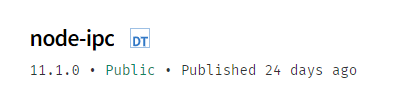 node-ipc DT
11.1.0 • Public • Published 24 days ago